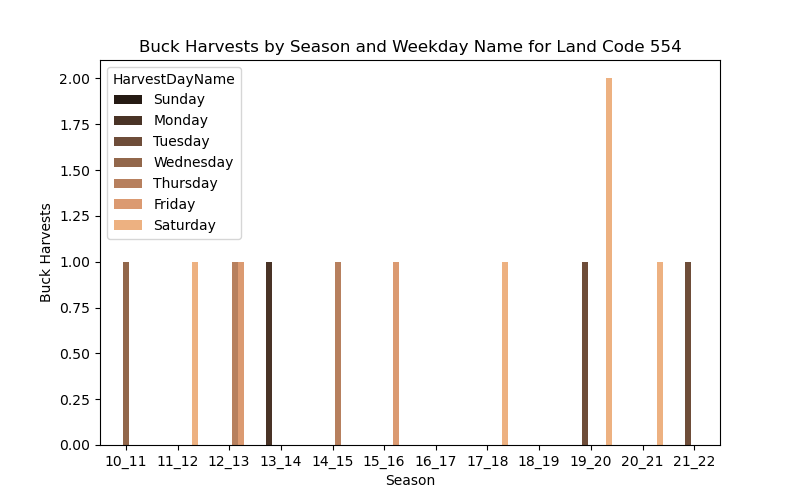 Buck Harvests by Season and Weekday Name for Land Code 554
HarvestDayName
Sunday
Monday
Tuesday
Wednesday
Thursday
Friday
Saturday
2.00
1.75
1.50
1.25
1.00
0.75
0.50
0.25
0.00
Buck Harvests
10_11 11_12 12_13 13_14 14_15 15_16 16_17 17_18 18_19 19_20 20_21 21_22
Season